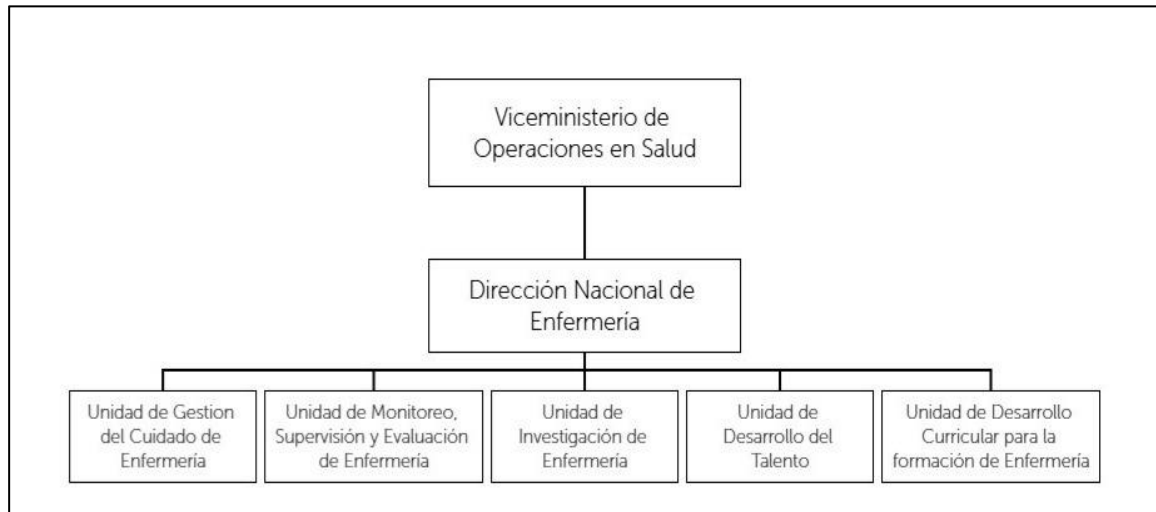 Viceministerio de
Operaciones en Salud
Dirección Nacional de
Enfermería
Unidad de Gestion
del Cuidado de
Enfermería
Unidad de Monitoreo,
Supervisión y Evaluación
de Enfermería
Unidad de
Investigación de
Enfermería
Unidad de
Desarrollo del
Talento
Unidad de Desarrollo
Curricular para la
formación de Enfermería